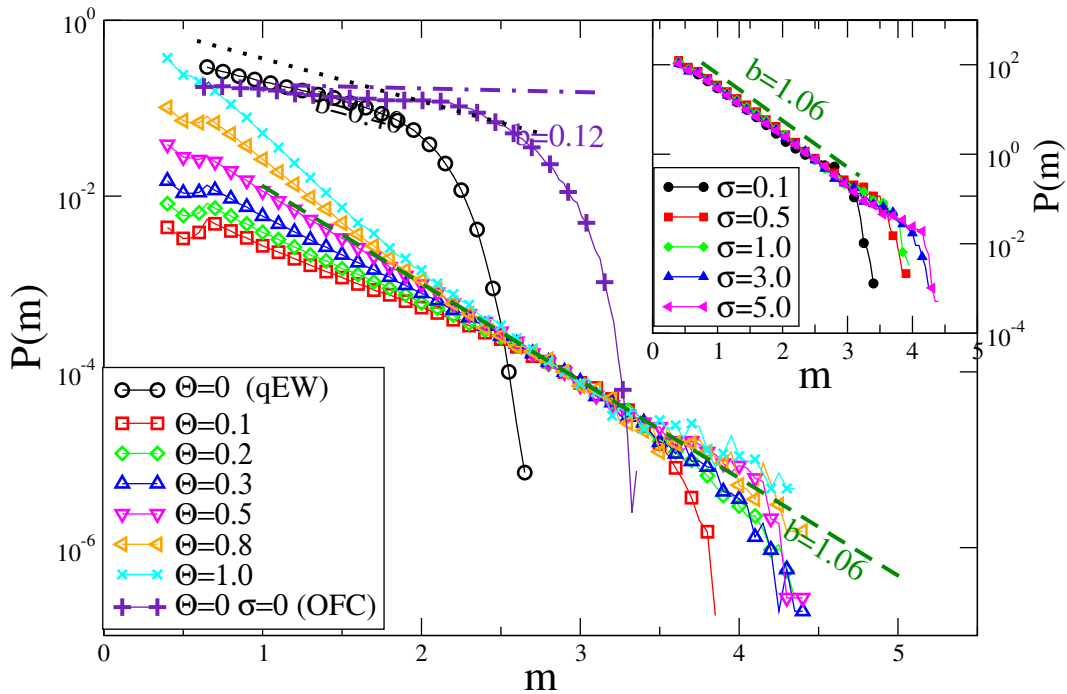 10^0
10^-2
10^-4
10^-6
P(m)
0
1
2
3
4
5
m
b=0.40
b=0.12
b=1.06
Θ=0 (qEW)
Θ=0.1
Θ=0.2
Θ=0.3
Θ=0.5
Θ=0.8
Θ=1.0
Θ=0 σ=0 (OFC)
b=1.06
σ=0.1
σ=0.5
σ=1.0
σ=3.0
σ=5.0
0
1
2
3
4
5
m
10^2
10^0
10^-2
10^-4
P(m)